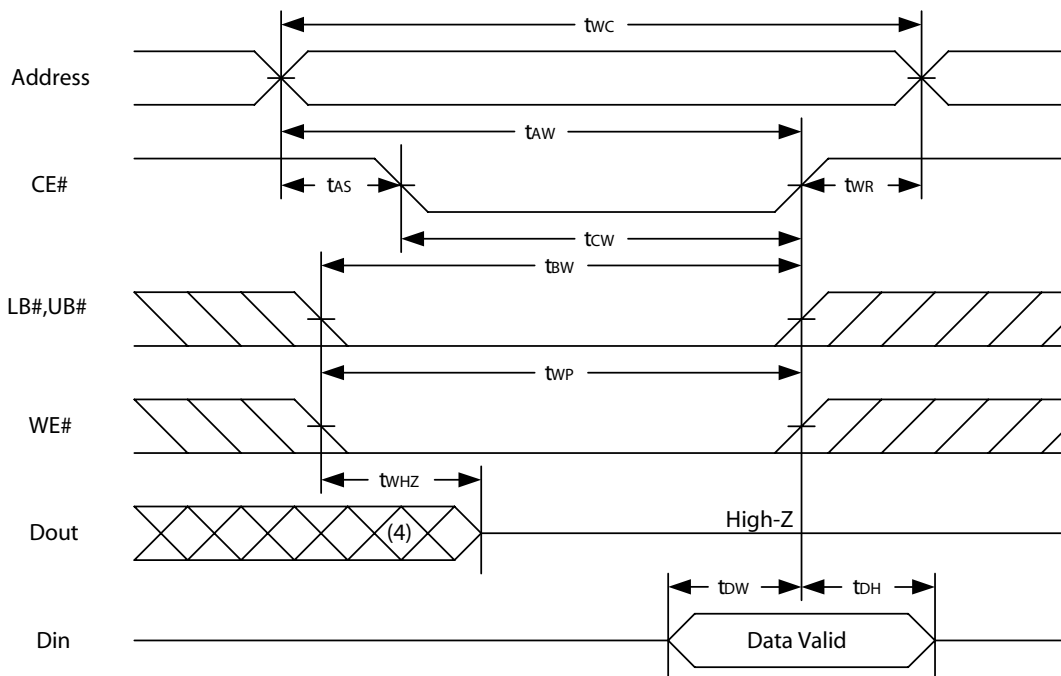 tWC
Address
tAW
CE#
tAS
tWR
tCW
tBW
LB#,UB#
tWP
WE#
tWHZ
Dout
(4)
High-Z
tDW
tDH
Din
Data Valid